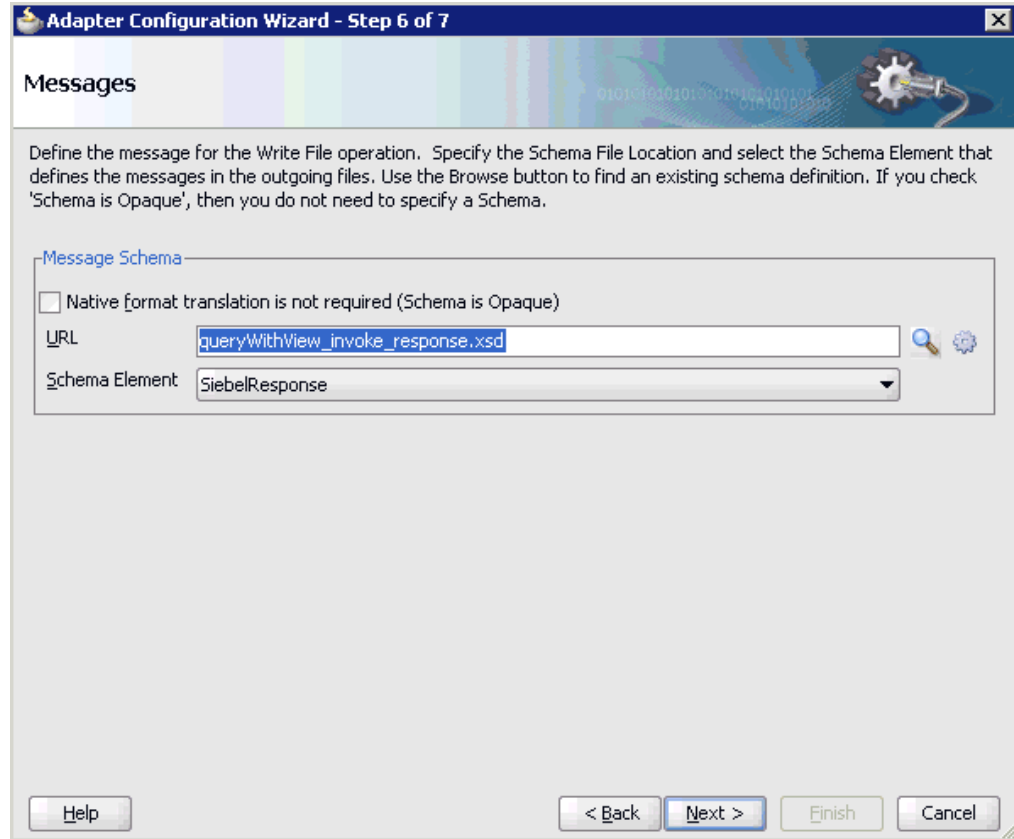 Adapter Configuration Wizard - Step 6 of 7
Messages
Define the message for the Write File operation. Specify the Schema File Location and select the Schema Element that
defines the messages in the outgoing files. Use the Browse button to find an existing schema definition. If you check
'Schema is Opaque', then you do not need to specify a Schema.
Message Schema
Native format translation is not required (Schema is Opaque)
URL queryWithView_invoke_response.xsd
Schema Element SiebelResponse
Help < Back Next > Finish Cancel